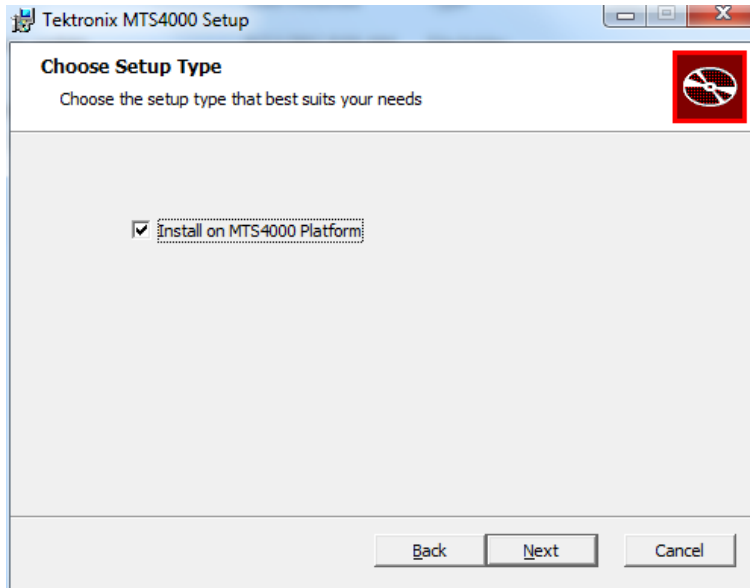 Tektronix MTS4000 Setup
Choose Setup Type
Choose the setup type that best suits your needs
Install on MTS4000 Platform
Back
Next
Cancel